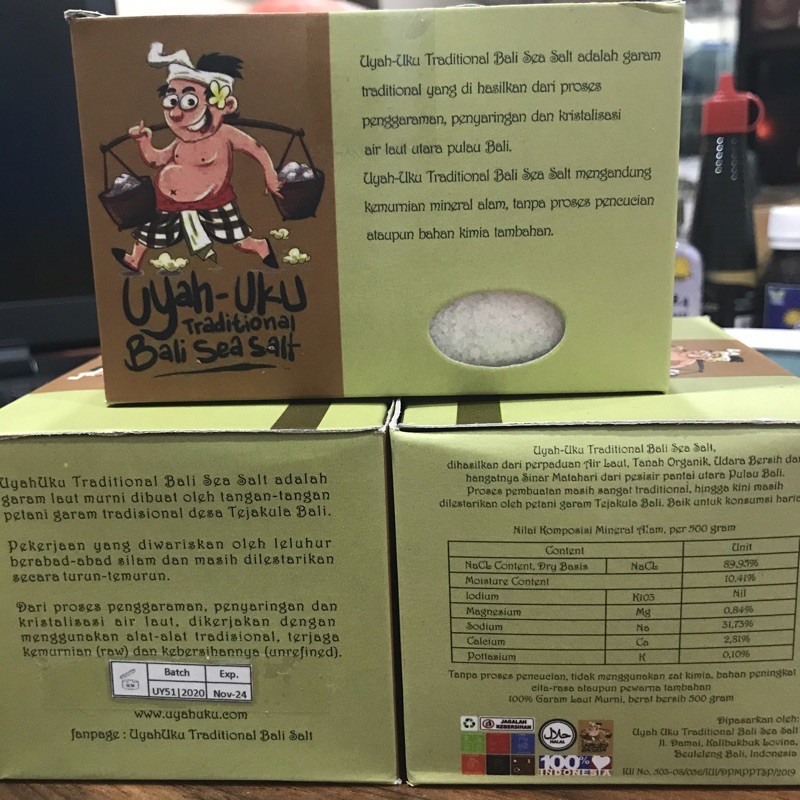 Uyah-Uku
Traditional
Bali Sea Salt
Uyah-Uku Traditional Bali Sea Salt adalah garam
traditional yang di hasilkan dari proses
penggaraman, penyaringan dan kristalisasi
air laut utara pulau Bali.
Uyah-Uku Traditional Bali Sea Salt mengandung
kemurnian mineral alam, tanpa proses pencucian
ataupun bahan kimia tambahan.
UyahUku Traditional Bali Sea Salt adalah
garam laut murni dibuat oleh tangan-tangan
petani garam tradisional desa Tejakula Bali.
Pekerjaan yang diwariskan oleh leluhur
berabad-abad silam dan masih dilestarikan
secara turun-temurun.
Dari proses penggaraman, penyaringan dan
kristalisasi air laut, dikerjakan dengan
menggunakan alat-alat tradisional, terjaga
kemurnian (raw) dan kebersihannya (unrefined).
Batch Exp.
UY51|2020 Nov-24
www.uyahuku.com
fanpage : UyahUku Traditional Bali Salt
Uyah-Uku Traditional Bali Sea Salt,
dihasilkan dari perpaduan Air Laut, Tanah Organik, Udara Bersih dan
hangatnya Sinar Matahari dari pesisir pantai utara Pulau Bali.
Proses pembuatan masih sangat traditional, hingga kini masih
dilestarikan oleh petani garam Tejakula Bali. Baik untuk konsumsi harian
Nilai Komposisi Mineral Alam, per 500 gram
Content Unit
NaCl Content, Dry Basis NaCl 89,93%
Moisture Content 10,41%
Iodium KIO3 Nil
Magnesium Mg 0,84%
Sodium Na 31,73%
Calcium Ca 2,81%
Pottasium K 0,10%
Tanpa proses pencucian, tidak menggunakan zat kimia, bahan peningkat
cita-rasa ataupun pewarna tambahan
100% Garam Laut Murni, berat bersih 500 gram
JAGALAH
KEBERSIHAN
HALAL
100%
INDONESIA
Dipasarkan oleh:
Uyah Uku Traditional Bali Sea Salt
Jl. Damai, Kalibukbuk Lovina,
Beuleleng Bali, Indonesia
IUI No. 503-03/036/IUI/DPMPPTSP/2019